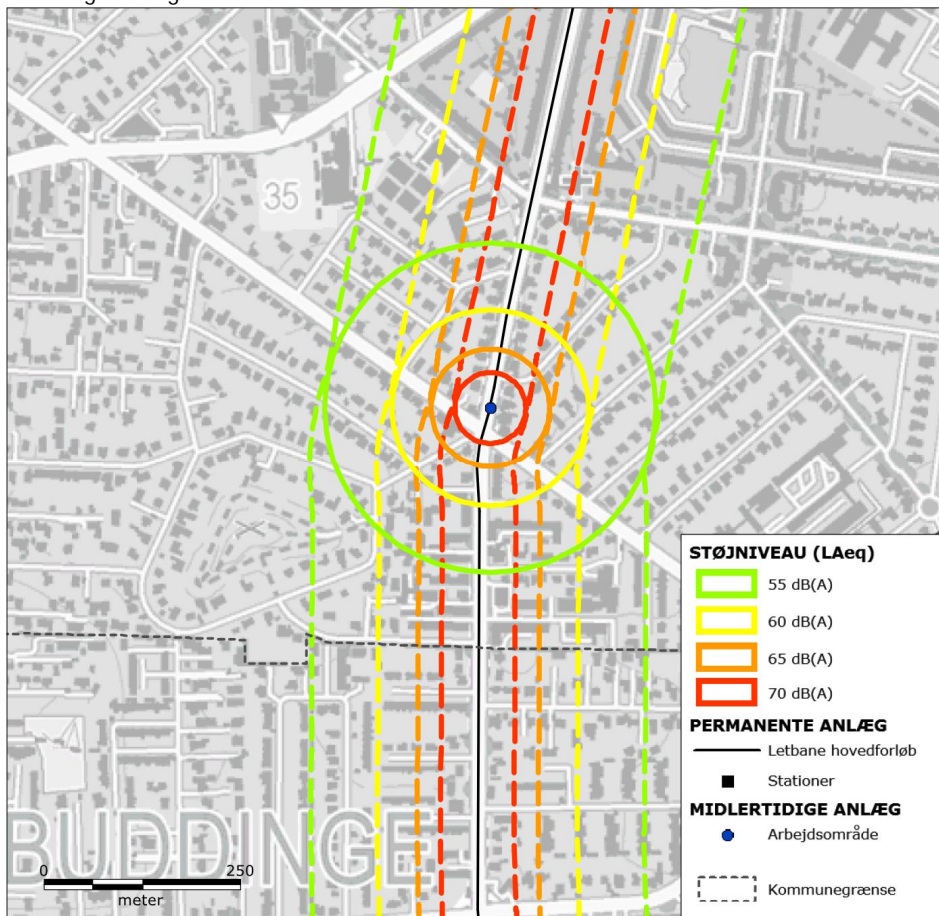 35
BUDDINGE
0
250
meter
STØJNIVEAU (LAeq)
55 dB(A)
60 dB(A)
65 dB(A)
70 dB(A)
PERMANENTE ANLÆG
Letbane hovedforløb
Stationer
MIDLERTIDIGE ANLÆG
Arbejdsområde
Kommunegrænse